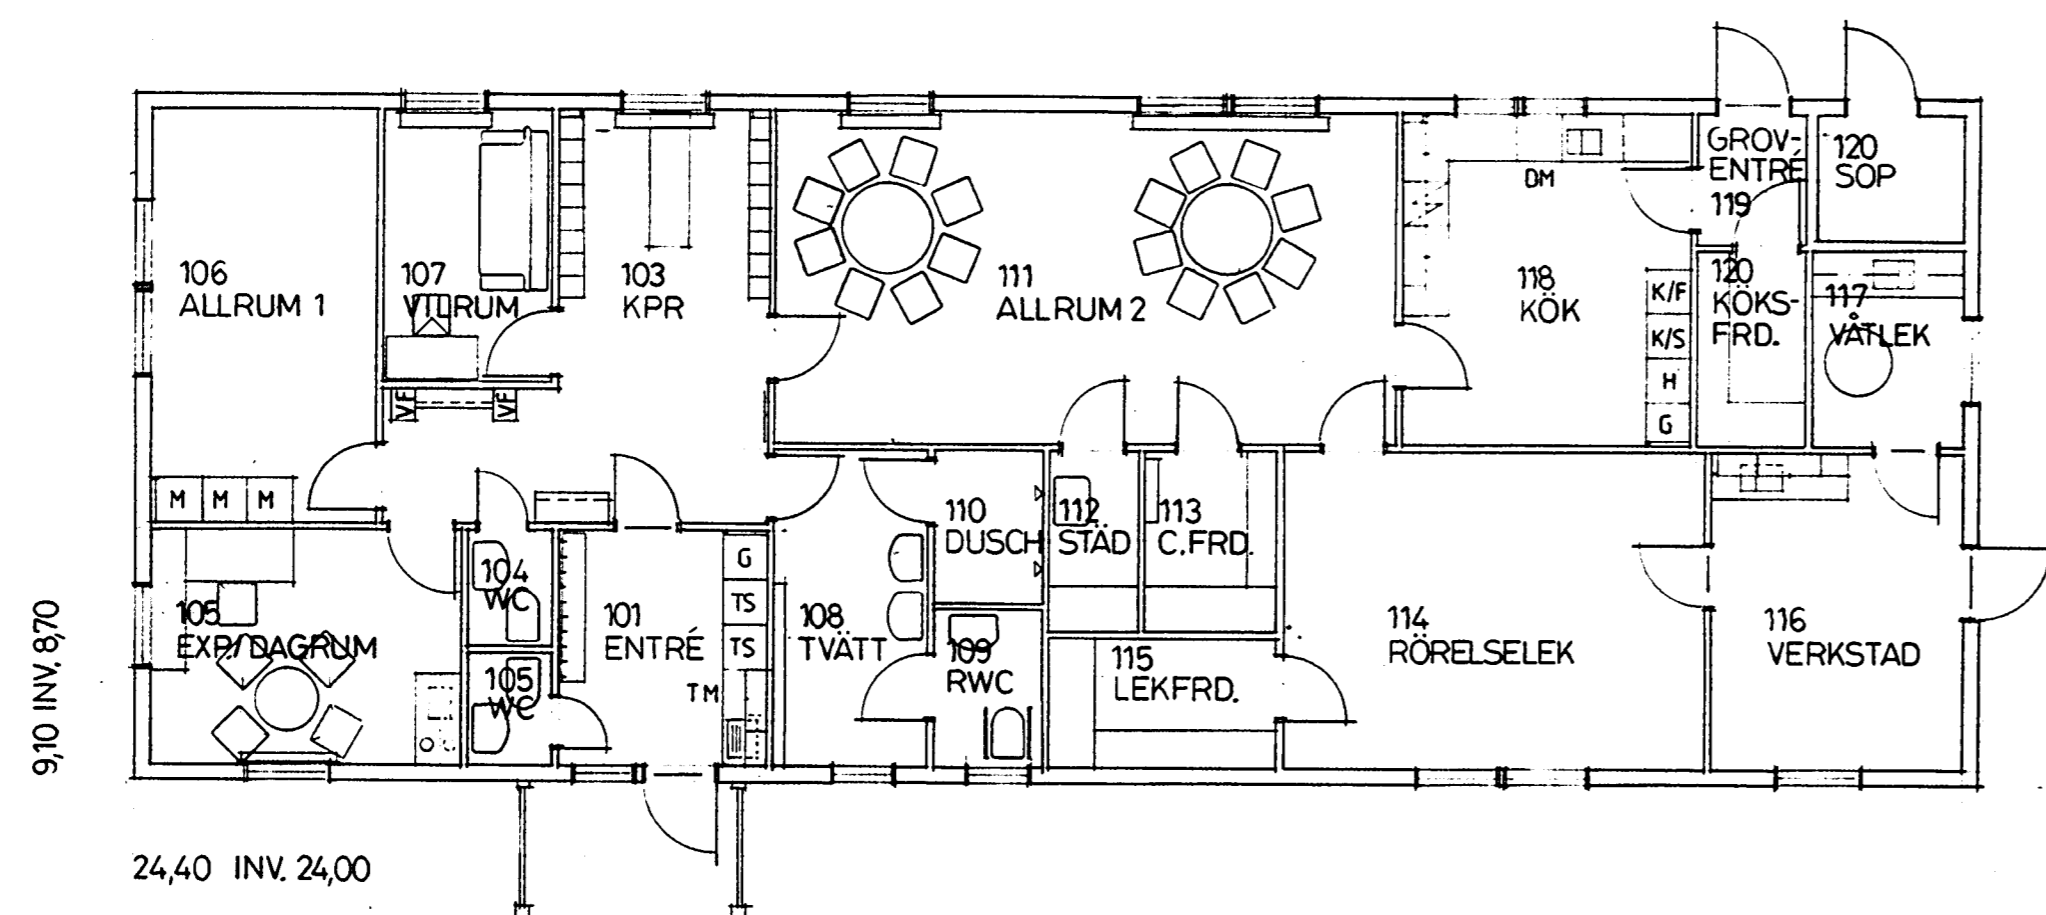 GROV-
ENTRÉ
119
120
SOP
DM
106
ALLRUM 1
107
VILRUM
103
KPR
111
ALLRUM 2
118
KÖK
K/F
K/S
H
G
120
KÖKS-
FRD.
117
VÅTLEK
VF
VF
M
M
M
110
DUSCH
112
STÄD
113
C.FRD.
104
WC
G
TS
TS
TM
105
EXP./DAGRUM
105
WC
101
ENTRÉ
108
TVÄTT
109
RWC
115
LEKFRD.
114
RÖRELSELEK
116
VERKSTAD
9,10 INV. 8,70
24,40 INV. 24,00